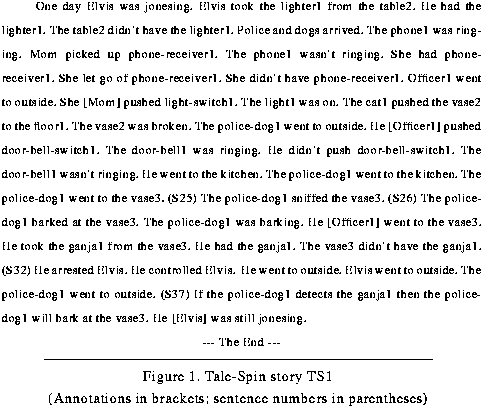 One day Elvis was jonesing. Elvis took the lighter1 from the table2. He had the
lighter1. The table2 didn't have the lighter1. Police and dogs arrived. The phone1 was ring-
ing. Mom picked up phone-receiver1. The phone1 wasn't ringing. She had phone-
receiver1. She let go of phone-receiver1. She didn't have phone-receiver1. Officer1 went
to outside. She [Mom] pushed light-switch1. The light1 was on. The cat1 pushed the vase2
to the floor1. The vase2 was broken. The police-dog1 went to outside. He [Officer1] pushed
door-bell-switch1. The door-bell1 was ringing. He didn't push door-bell-switch1. The
door-bell1 wasn't ringing. He went to the kitchen. The police-dog1 went to the kitchen. The
police-dog1 went to the vase3. (S25) The police-dog1 sniffed the vase3. (S26) The police-
dog1 barked at the vase3. The police-dog1 was barking. He [Officer1] went to the vase3.
He took the ganja1 from the vase3. He had the ganja1. The vase3 didn't have the ganja1.
(S32) He arrested Elvis. He controlled Elvis. He went to outside. Elvis went to outside. The
police-dog1 went to outside. (S37) If the police-dog1 detects the ganja1 then the police-
dog1 will bark at the vase3. He [Elvis] was still jonesing.
--- The End ---
Figure 1. Tale-Spin story TS1
(Annotations in brackets; sentence numbers in parentheses)